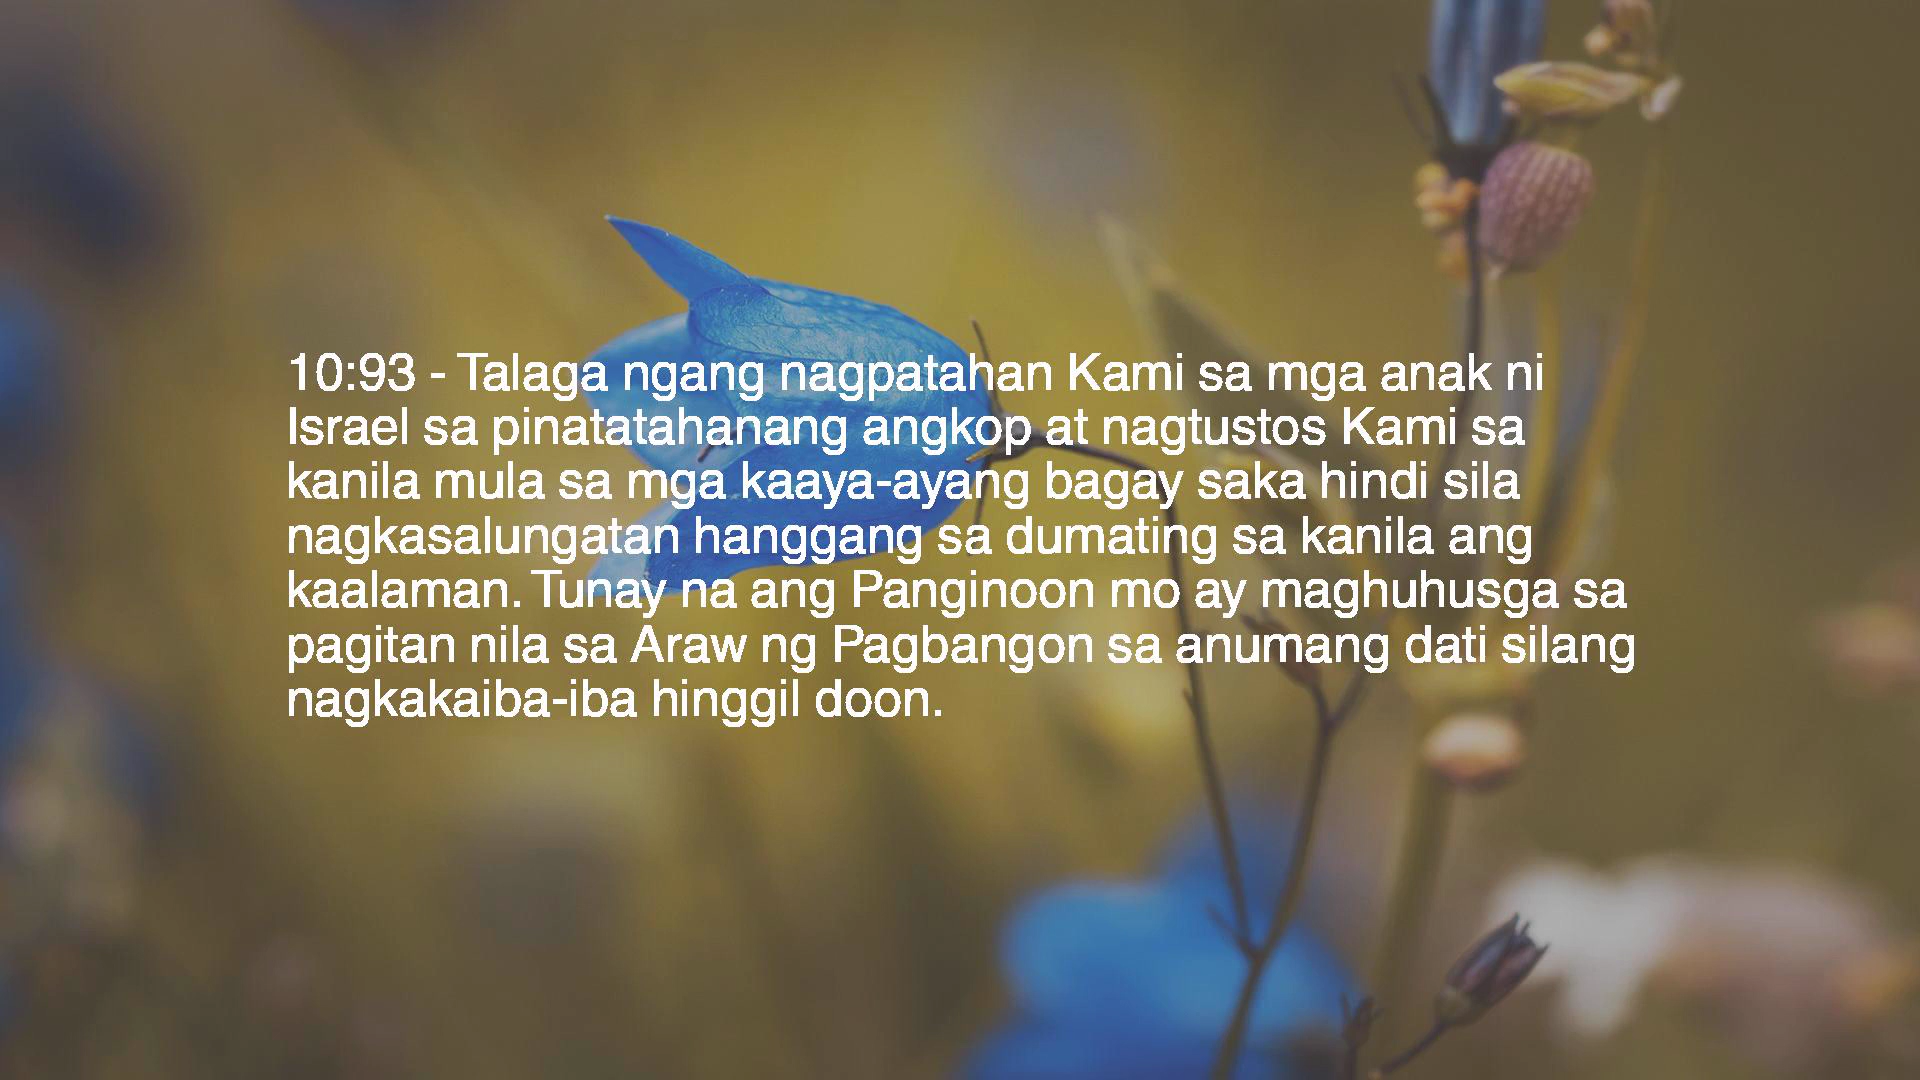 10:93 - Talaga ngang nagpatahan Kami sa mga anak ni
Israel sa pinatatahanang angkop at nagtustos Kami sa
kanila mula sa mga kaaya-ayang bagay saka hindi sila
nagkasalungatan hanggang sa dumating sa kanila ang
kaalaman. Tunay na ang Panginoon mo ay maghuhusga sa
pagitan nila sa Araw ng Pagbangon sa anumang dati silang
nagkakaiba-iba hinggil doon.